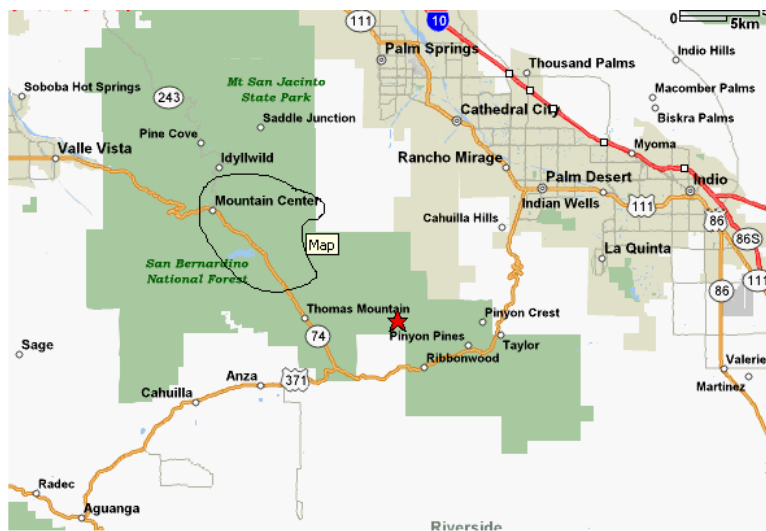 111
10
5km
Palm Springs
Indio Hills
Thousand Palms
Mt San Jacinto
State Park
Soboba Hot Springs
243
Macomber Palms
Cathedral City
Biskra Palms
Saddle Junction
Pine Cove
Valle Vista
Myoma
Idyllwild
Rancho Mirage
Palm Desert
Indio
Mountain Center
Indian Wells
111
86
Cahuilla Hills
86S
Map
La Quinta
San Bernardino
National Forest
111
86
Thomas Mountain
Pinyon Crest
74
Pinyon Pines
Taylor
Sage
Ribbonwood
Valerie
Anza
371
Martinez
Cahuilla
Radec
Aguanga
Riverside